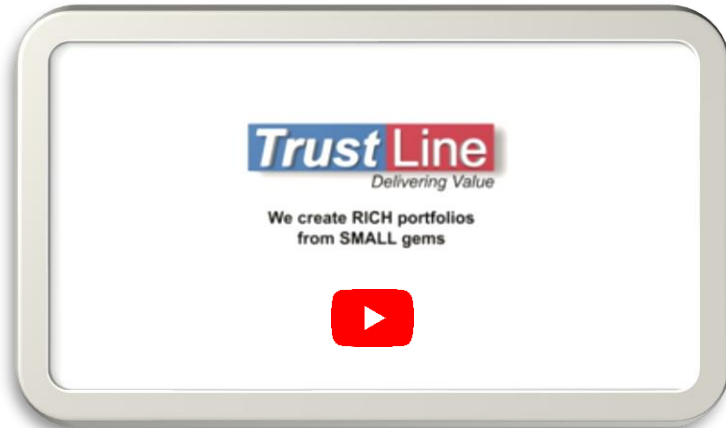 Trust Line
Delivering Value
We create RICH portfolios
from SMALL gems